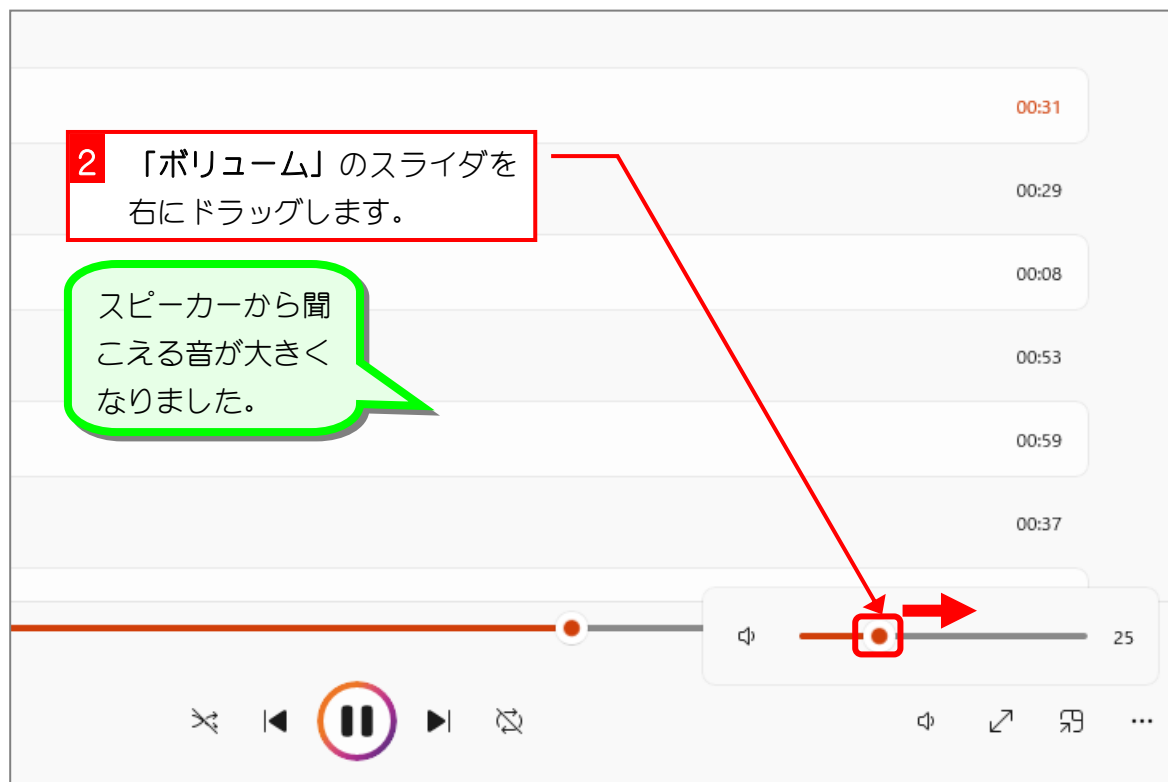 00:31
2 「ボリューム」のスライダを
右にドラッグします。
00:29
00:08
スピーカーから聞
こえる音が大きく
なりました。
00:53
00:59
00:37
25